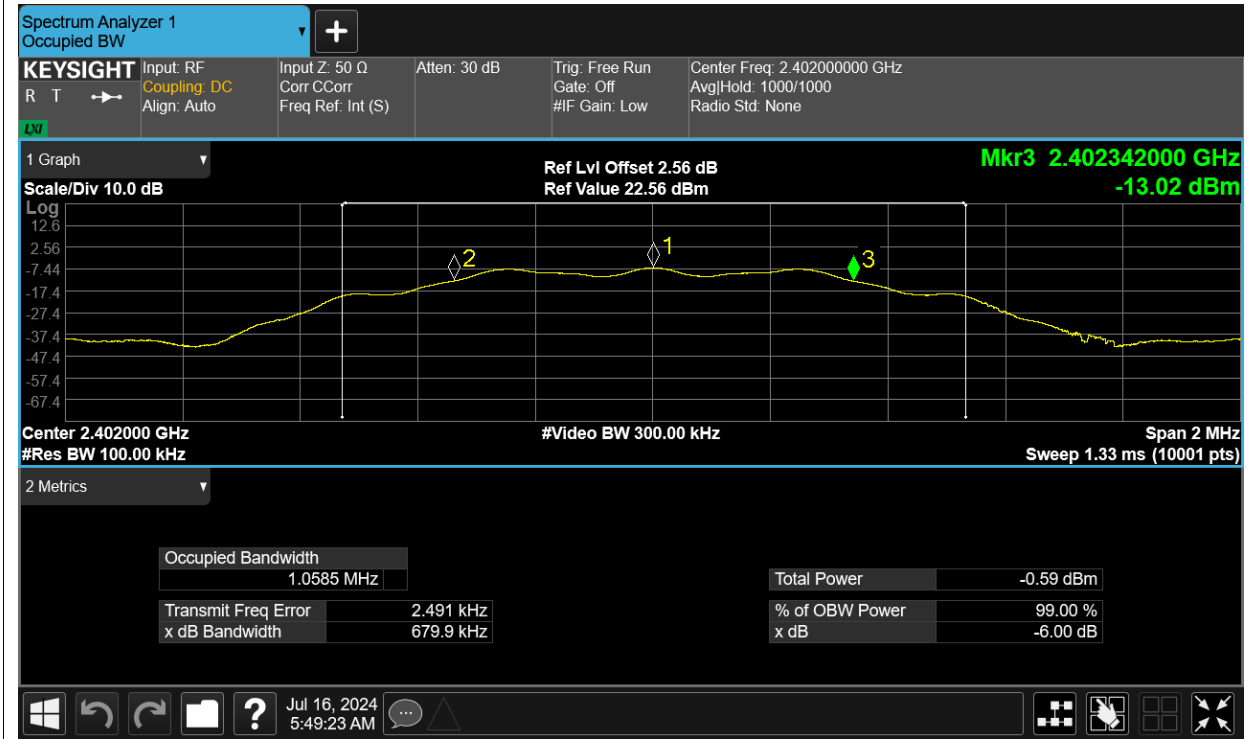 Spectrum Analyzer 1
Occupied BW
KEYSIGHT
R T
LXI
Input: RF
Coupling: DC
Align: Auto
Input Z: 50 Ω
Corr CCorr
Freq Ref: Int (S)
Atten: 30 dB
Trig: Free Run
Gate: Off
#IF Gain: Low
Center Freq: 2.402000000 GHz
Avg|Hold: 1000/1000
Radio Std: None
1 Graph
Scale/Div 10.0 dB
Ref Lvl Offset 2.56 dB
Ref Value 22.56 dBm
Mkr3 2.402342000 GHz
-13.02 dBm
Log
12.6
2.56
-7.44
-17.4
-27.4
-37.4
-47.4
-57.4
-67.4
2
1
3
Center 2.402000 GHz
#Res BW 100.00 kHz
#Video BW 300.00 kHz
Span 2 MHz
Sweep 1.33 ms (10001 pts)
2 Metrics
Occupied Bandwidth
1.0585 MHz
Transmit Freq Error 2.491 kHz
x dB Bandwidth 679.9 kHz
Total Power -0.59 dBm
% of OBW Power 99.00 %
x dB -6.00 dB
?
Jul 16, 2024
5:49:23 AM